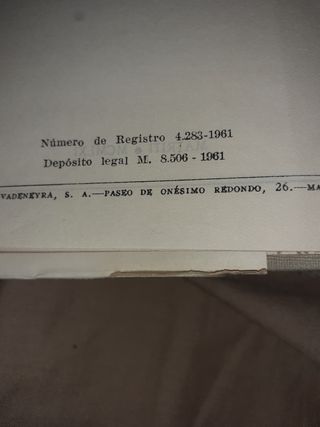 Número de Registro 4.283-1961
Depósito legal M. 8.506 - 1961
VADENEYRA, S. A.—PASEO DE ONÉSIMO REDONDO, 26.—MA